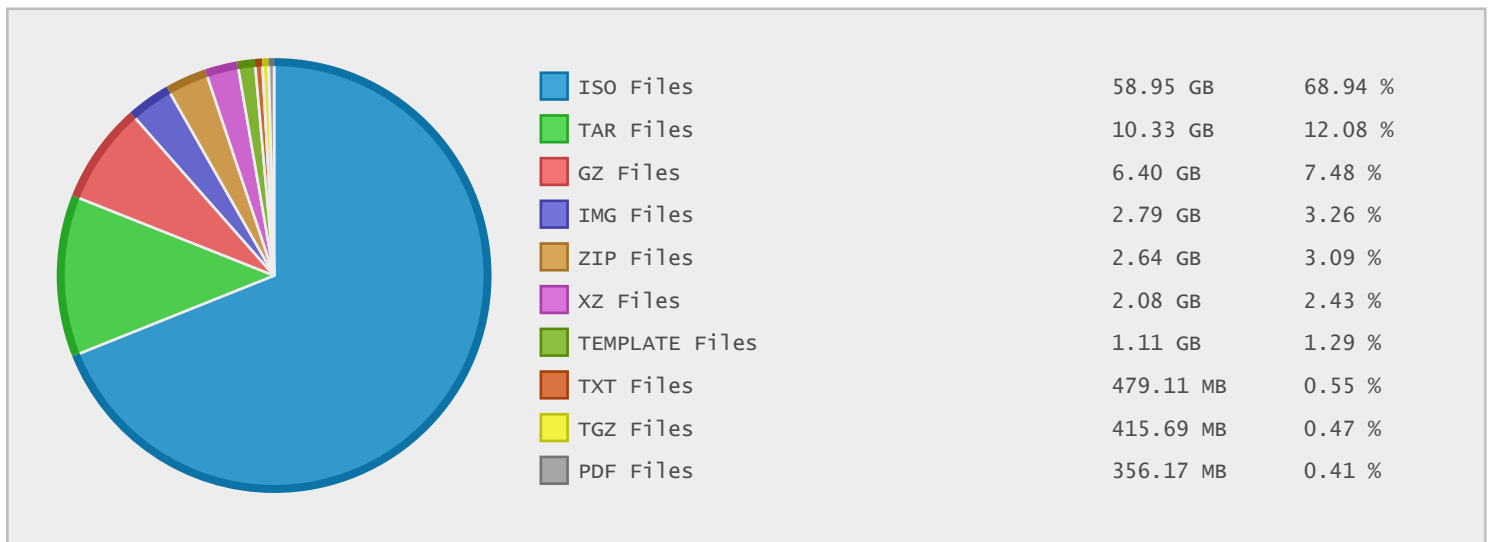 ISO Files 58.95 GB 68.94 %
TAR Files 10.33 GB 12.08 %
GZ Files 6.40 GB 7.48 %
IMG Files 2.79 GB 3.26 %
ZIP Files 2.64 GB 3.09 %
XZ Files 2.08 GB 2.43 %
TEMPLATE Files 1.11 GB 1.29 %
TXT Files 479.11 MB 0.55 %
TGZ Files 415.69 MB 0.47 %
PDF Files 356.17 MB 0.41 %